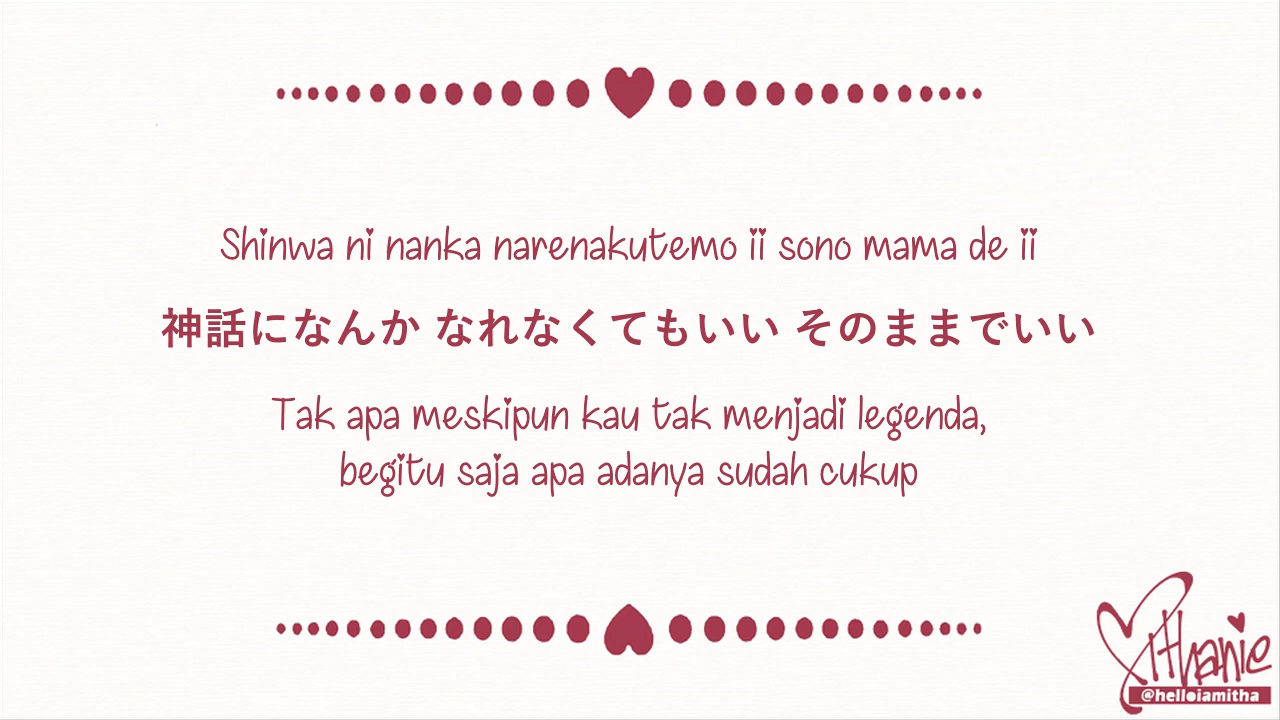 Shinwa ni nanka narenakutemo ii sono mama de ii
神話になんか なれなくてもいい そのままでいい
Tak apa meskipun kau tak menjadi legenda,
begitu saja apa adanya sudah cukup
Mithanie
@helloiamitha